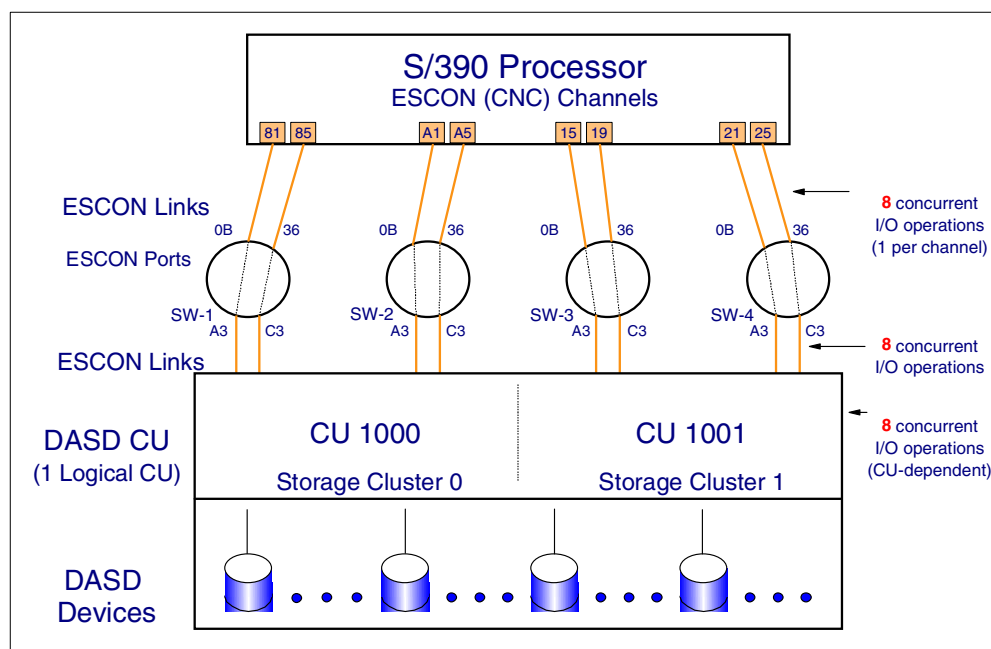 S/390 Processor
ESCON (CNC) Channels
81 85 A1 A5 15 19 21 25
ESCON Links
8 concurrent
I/O operations
(1 per channel)
0B 36 0B 36 0B 36 0B 36
ESCON Ports
SW-1 SW-2 SW-3 SW-4
A3 C3 A3 C3 A3 C3 A3 C3
ESCON Links
8 concurrent
I/O operations
DASD CU
(1 Logical CU)
CU 1000
CU 1001
Storage Cluster 0
Storage Cluster 1
8 concurrent
I/O operations
(CU-dependent)
DASD
Devices